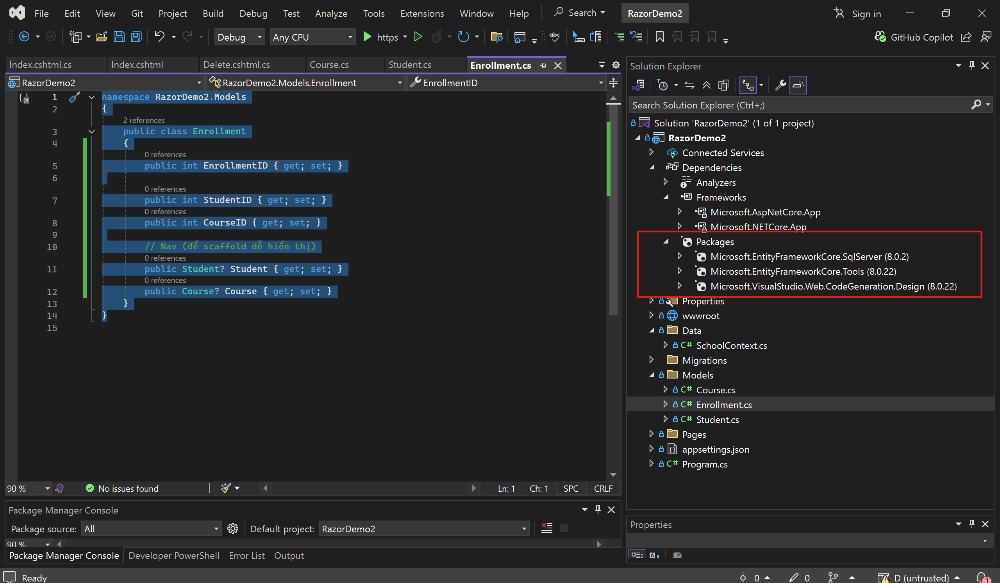 File Edit View Git Project Build Debug Test Analyze Tools Extensions Window Help Search RazorDemo2 Sign in
Debug Any CPU https abc GitHub Copilot
Index.cshtml.cs Index.cshtml Delete.cshtml.cs Course.cs Student.cs Enrollment.cs
RazorDemo2 RazorDemo2.Models.Enrollment EnrollmentID
1 namespace RazorDemo2.Models
2 {
2 references
3 public class Enrollment
4 {
0 references
5 public int EnrollmentID { get; set; }
6
0 references
7 public int StudentID { get; set; }
0 references
8 public int CourseID { get; set; }
9
10 // Nav (để scaffold dễ hiển thị)
0 references
11 public Student? Student { get; set; }
0 references
12 public Course? Course { get; set; }
13 }
14 }
15
90 % No issues found Ln: 1 Ch: 1 SPC CRLF
Package Manager Console
Package source: All Default project: RazorDemo2
90 %
Package Manager Console Developer PowerShell Error List Output
Solution Explorer
Search Solution Explorer (Ctrl+;)
Solution 'RazorDemo2' (1 of 1 project)
RazorDemo2
Connected Services
Dependencies
Analyzers
Frameworks
Microsoft.AspNetCore.App
Microsoft.NETCore.App
Packages
Microsoft.EntityFrameworkCore.SqlServer (8.0.2)
Microsoft.EntityFrameworkCore.Tools (8.0.22)
Microsoft.VisualStudio.Web.CodeGeneration.Design (8.0.22)
Properties
wwwroot
Data
C# SchoolContext.cs
Migrations
Models
C# Course.cs
C# Enrollment.cs
C# Student.cs
Pages
appsettings.json
C# Program.cs
Properties
Ready 0 0 D (untrusted) 1